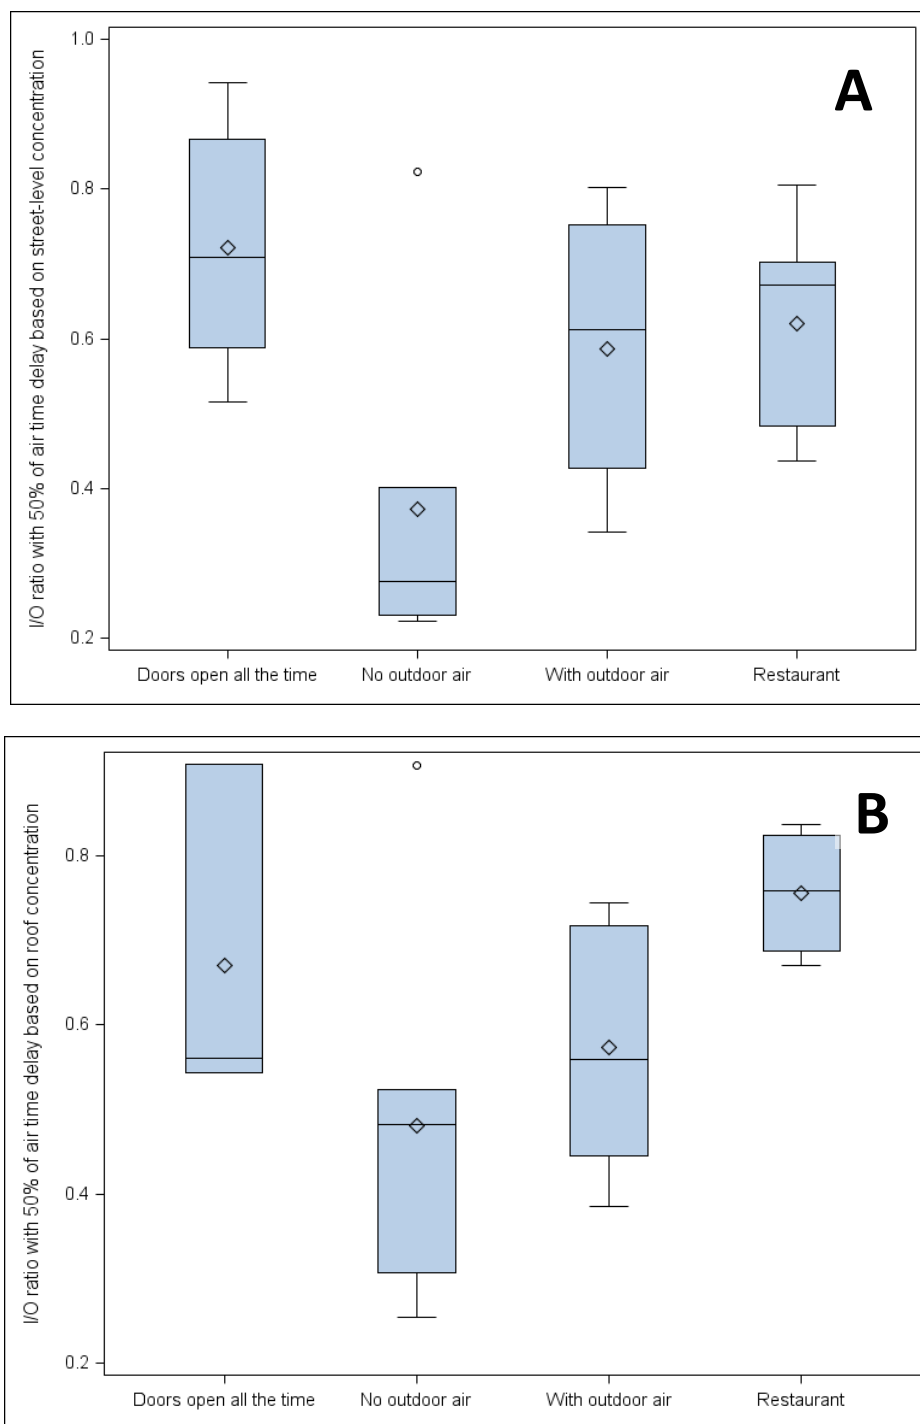 A
I/O ratio with 50% of air time delay based on street-level concentration
1.0
0.8
0.6
0.4
0.2
Doors open all the time
No outdoor air
With outdoor air
Restaurant
B
I/O ratio with 50% of air time delay based on roof concentration
0.8
0.6
0.4
0.2
Doors open all the time
No outdoor air
With outdoor air
Restaurant